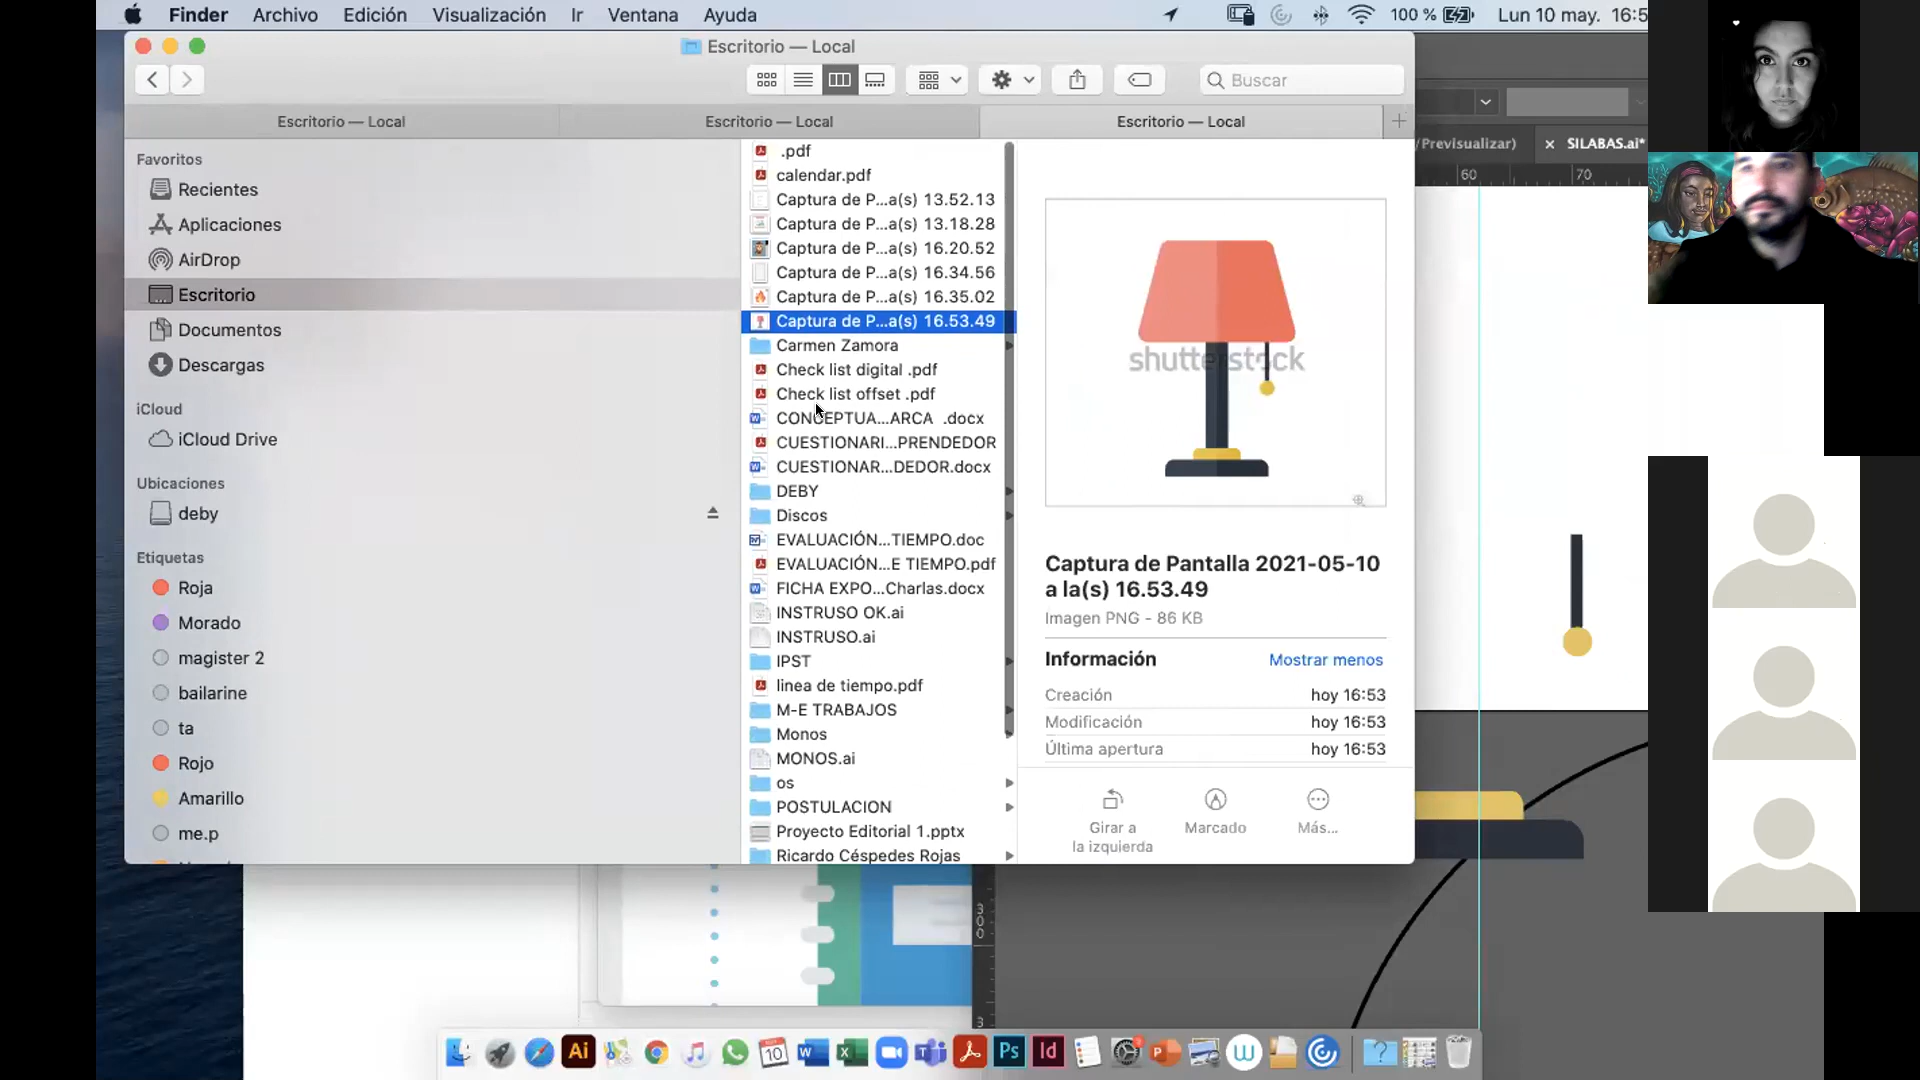 Finder Archivo Edición Visualización Ir Ventana Ayuda 100 % Lun 10 may. 16:5
Escritorio — Local
Buscar
Escritorio — Local Escritorio — Local Escritorio — Local
/Previsualizar) SILABAS.ai*
60 70
Favoritos
Recientes
Aplicaciones
AirDrop
Escritorio
Documentos
Descargas
iCloud
iCloud Drive
Ubicaciones
deby
Etiquetas
Roja
Morado
magister 2
bailarine
ta
Rojo
Amarillo
me.p
.pdf
calendar.pdf
Captura de P...a(s) 13.52.13
Captura de P...a(s) 13.18.28
Captura de P...a(s) 16.20.52
Captura de P...a(s) 16.34.56
Captura de P...a(s) 16.35.02
Captura de P...a(s) 16.53.49
Carmen Zamora
Check list digital .pdf
Check list offset .pdf
CONCEPTUA...ARCA .docx
CUESTIONARI...PRENDEDOR
CUESTIONAR...DEDOR.docx
DEBY
Discos
EVALUACIÓN...TIEMPO.doc
EVALUACIÓN...E TIEMPO.pdf
FICHA EXPO...Charlas.docx
INSTRUSO OK.ai
INSTRUSO.ai
IPST
linea de tiempo.pdf
M-E TRABAJOS
Monos
MONOS.ai
os
POSTULACION
Proyecto Editorial 1.pptx
Ricardo Céspedes Rojas
shutterstock
Captura de Pantalla 2021-05-10
a la(s) 16.53.49
Imagen PNG - 86 KB
Información Mostrar menos
Creación hoy 16:53
Modificación hoy 16:53
Última apertura hoy 16:53
Girar a
la izquierda
Marcado
Más...
300
3
Ai 10 Ps Id